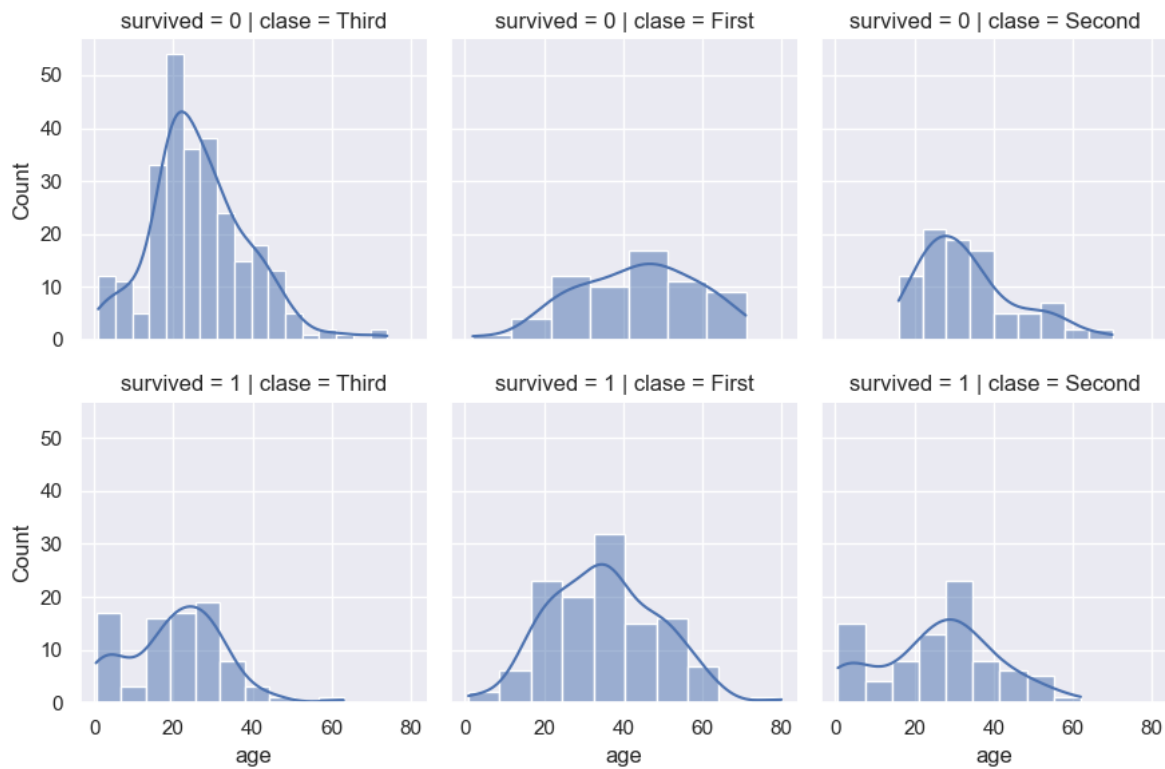 survived = 0 | clase = Third
survived = 0 | clase = First
survived = 0 | clase = Second
50
40
30
20
10
0
Count
survived = 1 | clase = Third
survived = 1 | clase = First
survived = 1 | clase = Second
50
40
30
20
10
0
Count
0 20 40 60 80
0 20 40 60 80
0 20 40 60 80
age
age
age